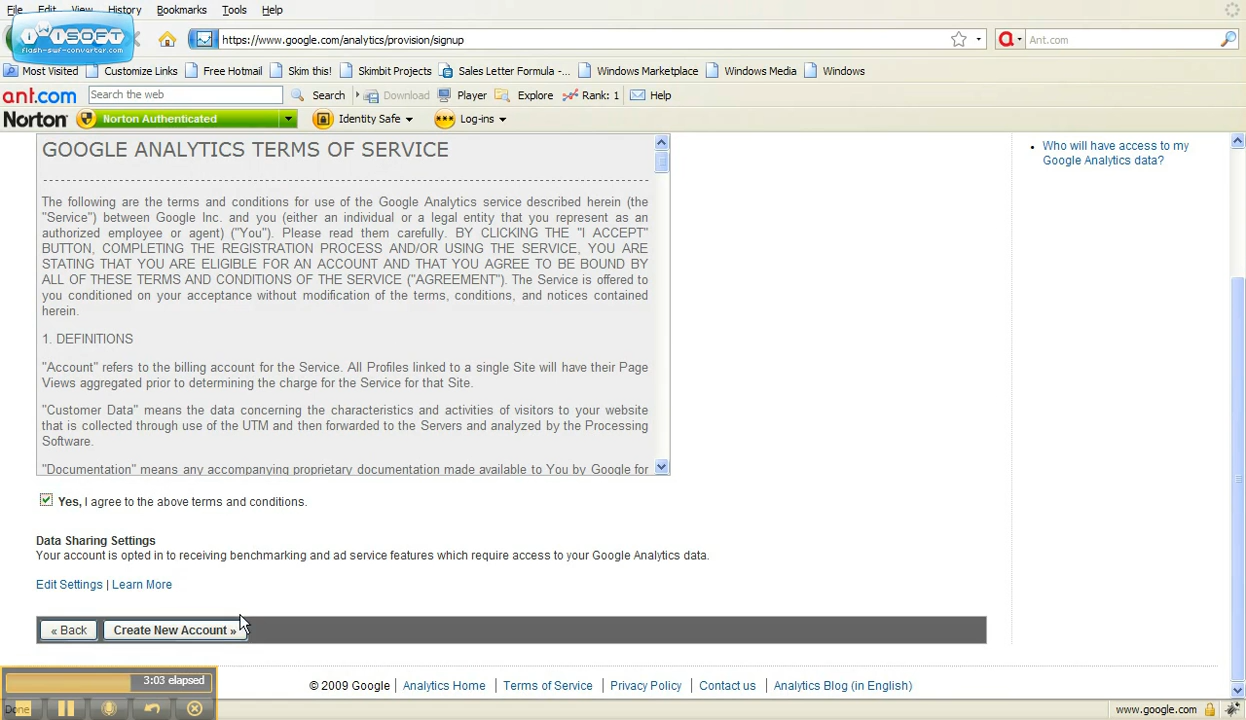 File Edit View History Bookmarks Tools Help
iWiSOFT
flash-swf-converter.com
https://www.google.com/analytics/provision/signup
Ant.com
Most Visited Customize Links Free Hotmail Skim this! Skimbit Projects Sales Letter Formula -... Windows Marketplace Windows Media Windows
ant.com Search the web Search Download Player Explore Rank: 1 Help
Norton Norton Authenticated Identity Safe Log-ins
GOOGLE ANALYTICS TERMS OF SERVICE
The following are the terms and conditions for use of the Google Analytics service described herein (the
"Service") between Google Inc. and you (either an individual or a legal entity that you represent as an
authorized employee or agent) ("You"). Please read them carefully. BY CLICKING THE "I ACCEPT"
BUTTON, COMPLETING THE REGISTRATION PROCESS AND/OR USING THE SERVICE, YOU ARE
STATING THAT YOU ARE ELIGIBLE FOR AN ACCOUNT AND THAT YOU AGREE TO BE BOUND BY
ALL OF THESE TERMS AND CONDITIONS OF THE SERVICE ("AGREEMENT"). The Service is offered to
you conditioned on your acceptance without modification of the terms, conditions, and notices contained
herein.
1. DEFINITIONS
"Account" refers to the billing account for the Service. All Profiles linked to a single Site will have their Page
Views aggregated prior to determining the charge for the Service for that Site.
"Customer Data" means the data concerning the characteristics and activities of visitors to your website
that is collected through use of the UTM and then forwarded to the Servers and analyzed by the Processing
Software.
"Documentation" means any accompanying proprietary documentation made available to You by Google for
Who will have access to my
Google Analytics data?
Yes, I agree to the above terms and conditions.
Data Sharing Settings
Your account is opted in to receiving benchmarking and ad service features which require access to your Google Analytics data.
Edit Settings | Learn More
« Back Create New Account »
3:03 elapsed
© 2009 Google | Analytics Home | Terms of Service | Privacy Policy | Contact us | Analytics Blog (in English)
Done www.google.com